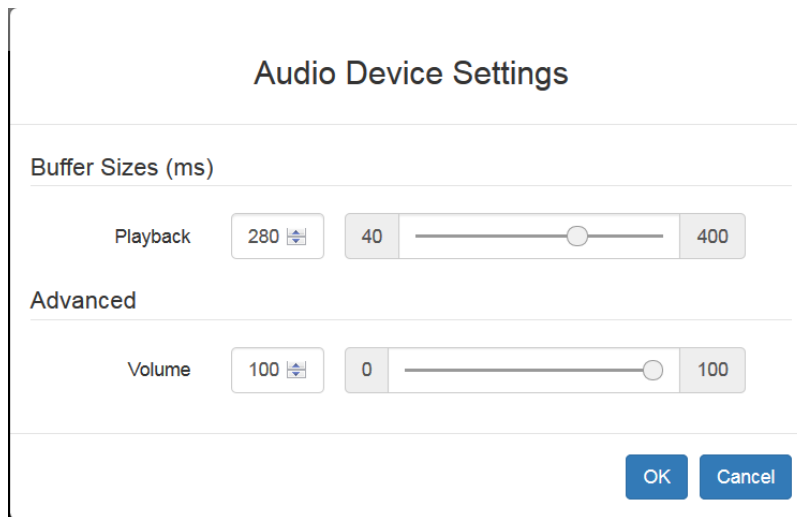 Audio Device Settings
Buffer Sizes (ms)
Playback 280 40 400
Advanced
Volume 100 0 100
OK Cancel